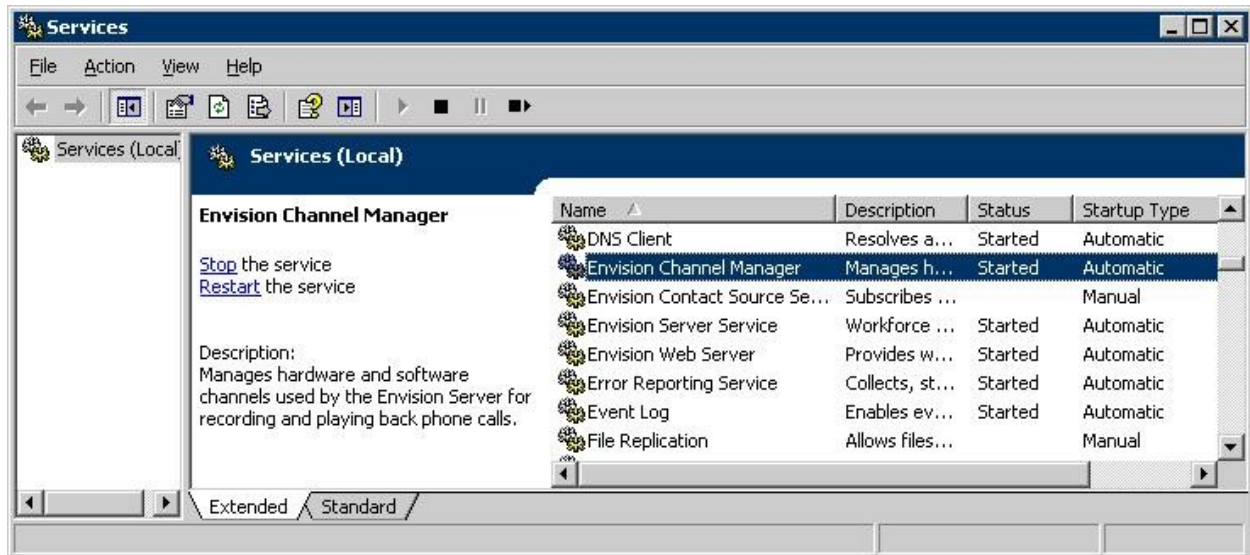 Services
File Action View Help
Services (Local)
Services (Local)
Envision Channel Manager
Stop the service
Restart the service
Description:
Manages hardware and software
channels used by the Envision Server for
recording and playing back phone calls.
Name Description Status Startup Type
DNS Client Resolves a... Started Automatic
Envision Channel Manager Manages h... Started Automatic
Envision Contact Source Se... Subscribes ... Manual
Envision Server Service Workforce ... Started Automatic
Envision Web Server Provides w... Started Automatic
Error Reporting Service Collects, st... Started Automatic
Event Log Enables ev... Started Automatic
File Replication Allows files... Manual
Extended Standard